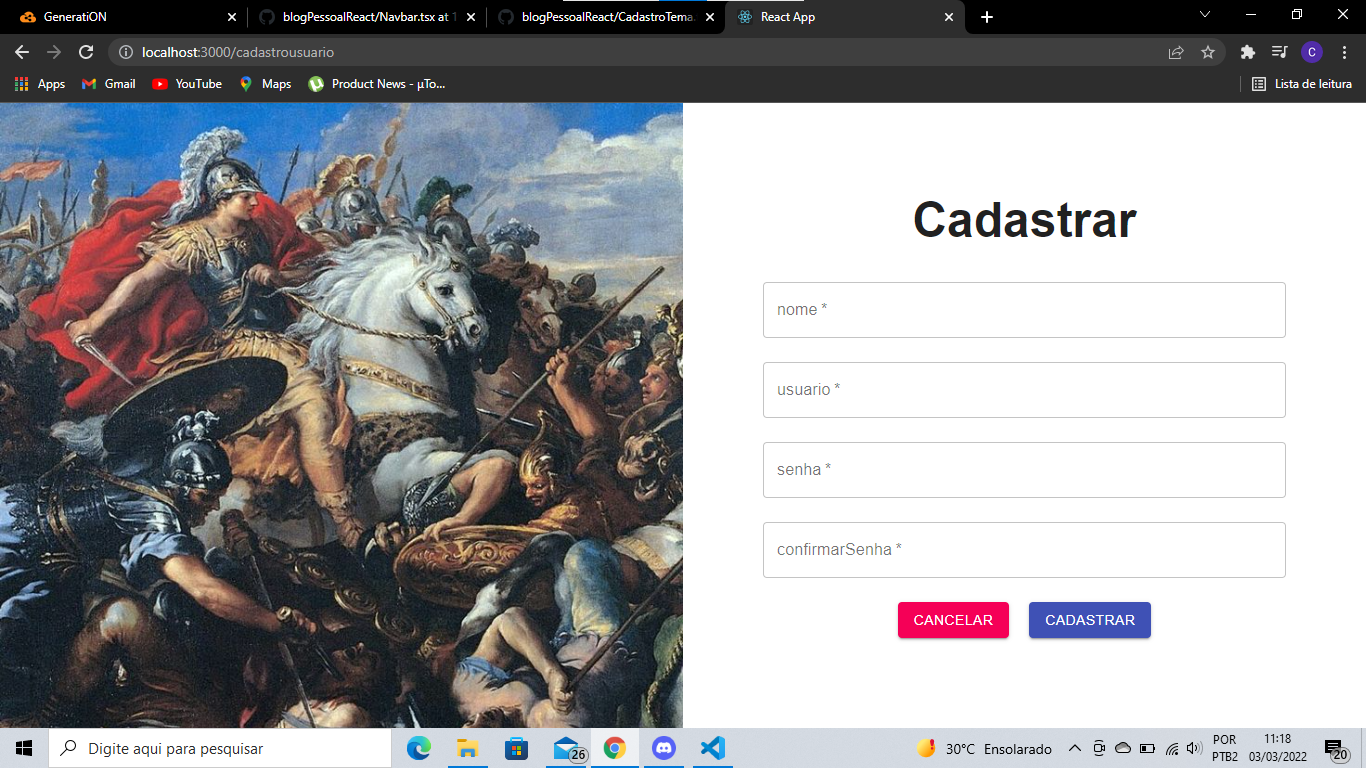 GeneratiON
blogPessoalReact/Navbar.tsx at 1
blogPessoalReact/CadastroTema.
React App
localhost:3000/cadastrousuario
C
Apps
Gmail
YouTube
Maps
Product News - µTo...
Lista de leitura
Cadastrar
nome *
usuario *
senha *
confirmarSenha *
CANCELAR
CADASTRAR
Digite aqui para pesquisar
26
30°C Ensolarado
POR
PTB2
11:18
03/03/2022
20